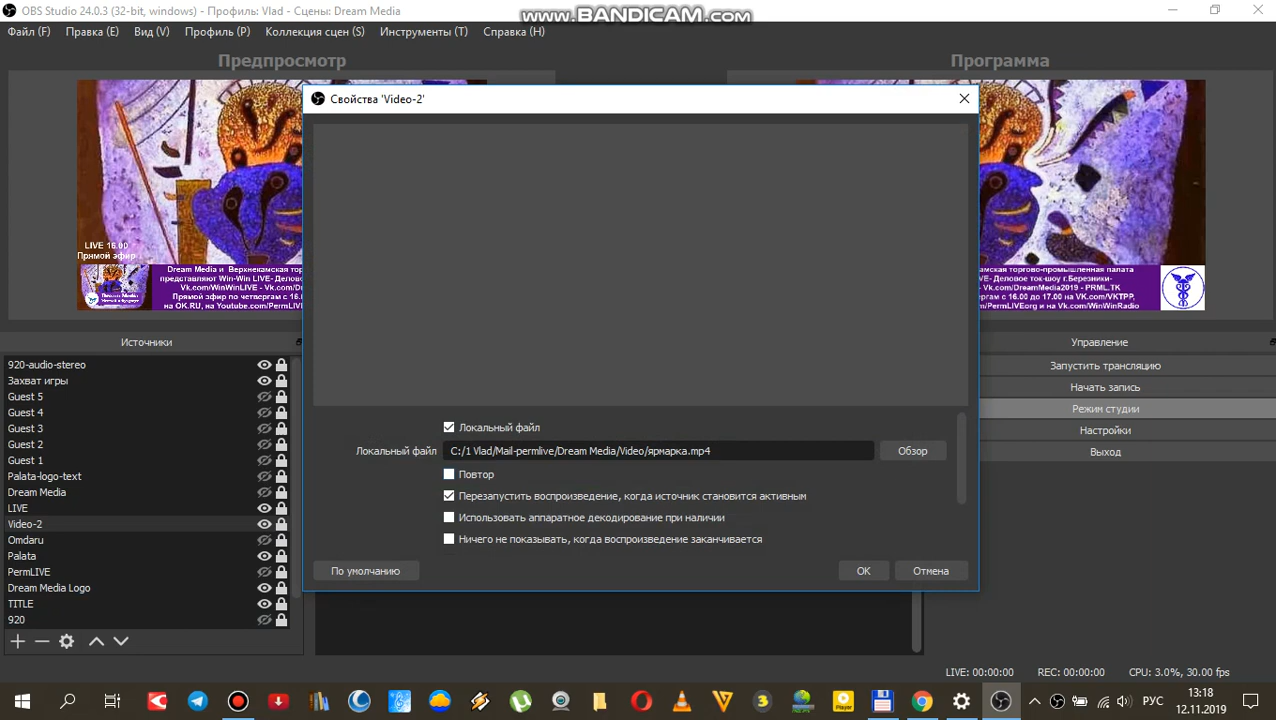 OBS Studio 24.0.3 (32-bit, windows) - Профиль: Vlad - Сцены: Dream Media
www.BANDICAM.com
Файл (F) Правка (E) Вид (V) Профиль (P) Коллекция сцен (S) Инструменты (T) Справка (H)
Предпросмотр
Программа
Свойства 'Video-2'
LIVE 16.00
Прямой эфир
Dream Media и Верхнекамская тор
представляют Win-Win LIVE- Делово
Vk.com/WinWinLIVE - Vk.com/D
Прямой эфир по четвергам с 16.
на OK.RU, на Youtube.com/PermLIV
мская торгово-промышленная палата
Деловое ток-шоу г.Березники-
Vk.com/DreamMedia2019 - PRML.TK
ергам с 16.00 до 17.00 на VK.com/VKTPP,
/PermLIVEorg и на VK.com/WinWinRadio
Источники
920-audio-stereo
Захват игры
Guest 5
Guest 4
Guest 3
Guest 2
Guest 1
Palata-logo-text
Dream Media
LIVE
Video-2
Omdaru
Palata
PermLIVE
Dream Media Logo
TITLE
920
Локальный файл
Локальный файл C:/1 Vlad/Mail-permlive/Dream Media/Video/ярмарка.mp4 Обзор
Повтор
Перезапустить воспроизведение, когда источник становится активным
Использовать аппаратное декодирование при наличии
Ничего не показывать, когда воспроизведение заканчивается
По умолчанию OK Отмена
Управление
Запустить трансляцию
Начать запись
Режим студии
Настройки
Выход
LIVE: 00:00:00 REC: 00:00:00 CPU: 3.0%, 30.00 fps
РУС
13:18
12.11.2019